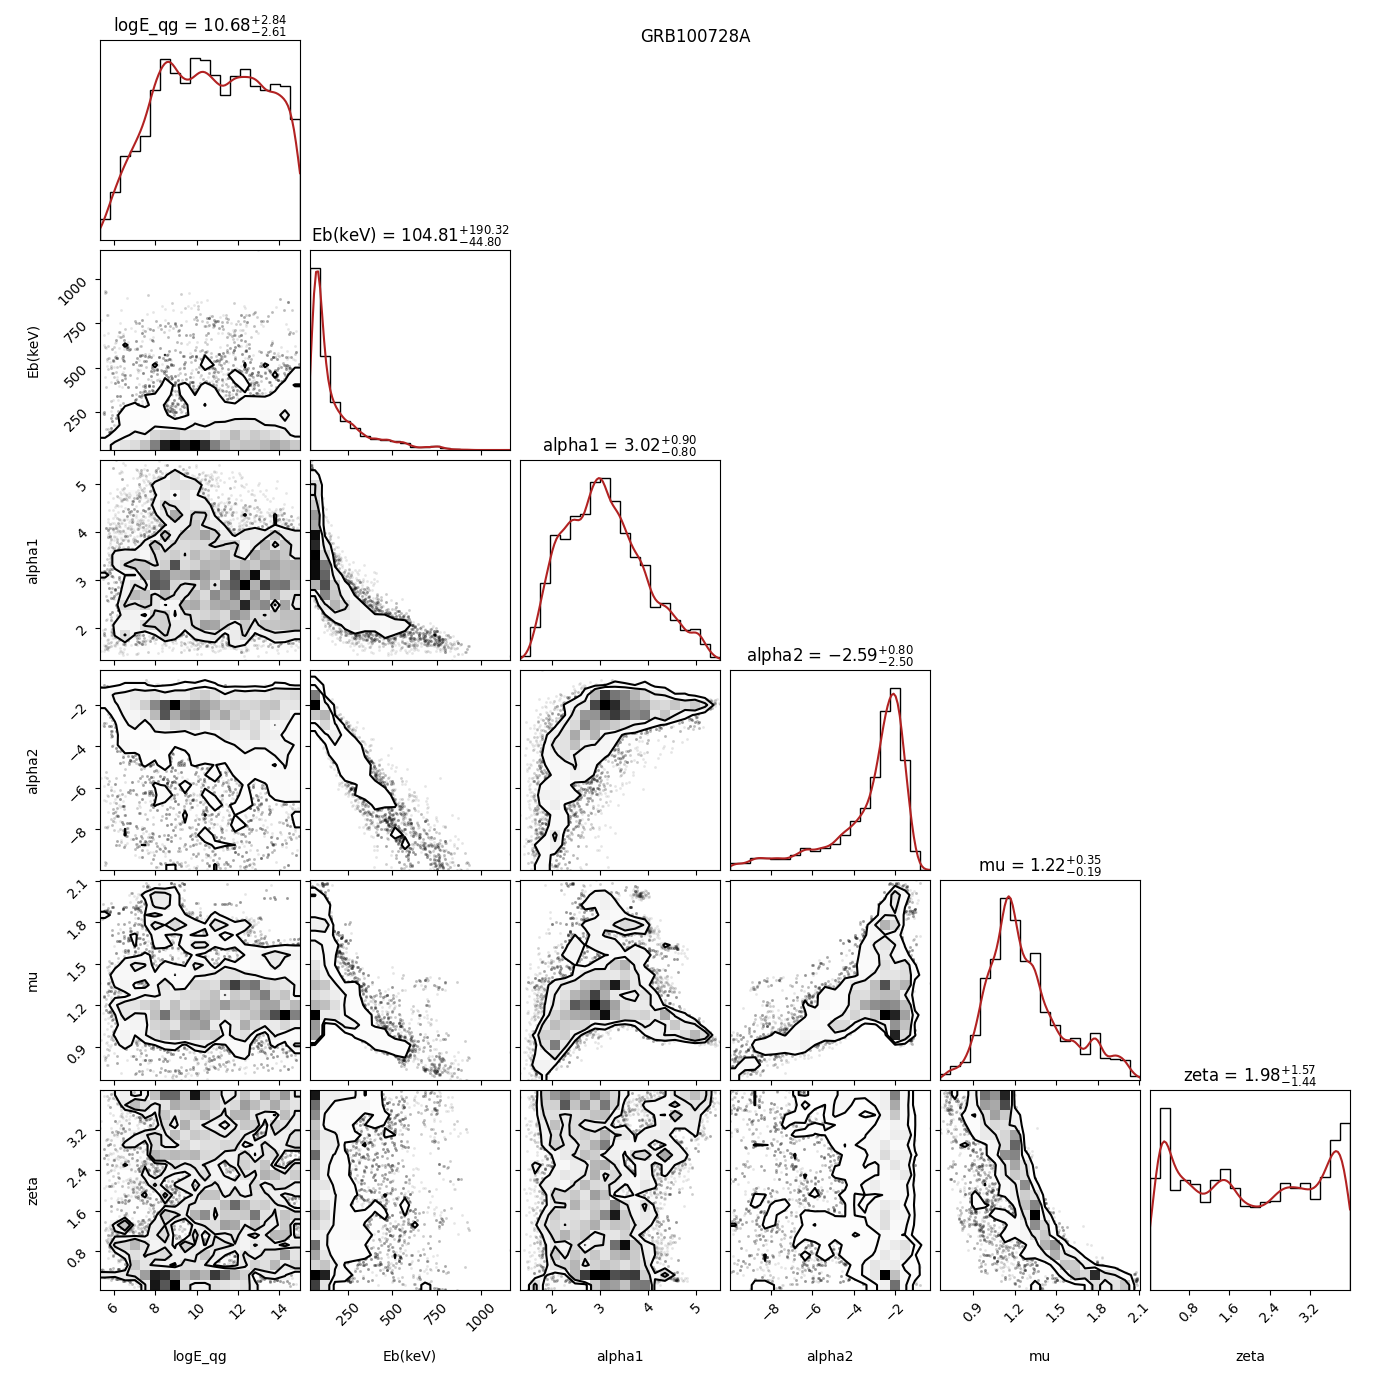 GRB100728A
logE_qg = 10.68+2.84 −2.61
Eb(keV) = 104.81+190.32 −44.80
1000
750
500
250
Eb(keV)
alpha1 = 3.02+0.90 −0.80
5
4
3
2
alpha1
alpha2 = −2.59+0.80 −2.50
−2
−4
−6
−8
alpha2
mu = 1.22+0.35 −0.19
2.1
1.8
1.5
1.2
0.9
mu
zeta = 1.98+1.57 −1.44
3.2
2.4
1.6
0.8
zeta
6 8 10 12 14
250 500 750 1000
2 3 4 5
−8 −6 −4 −2
0.9 1.2 1.5 1.8 2.1
0.8 1.6 2.4 3.2
logE_qg Eb(keV) alpha1 alpha2 mu zeta